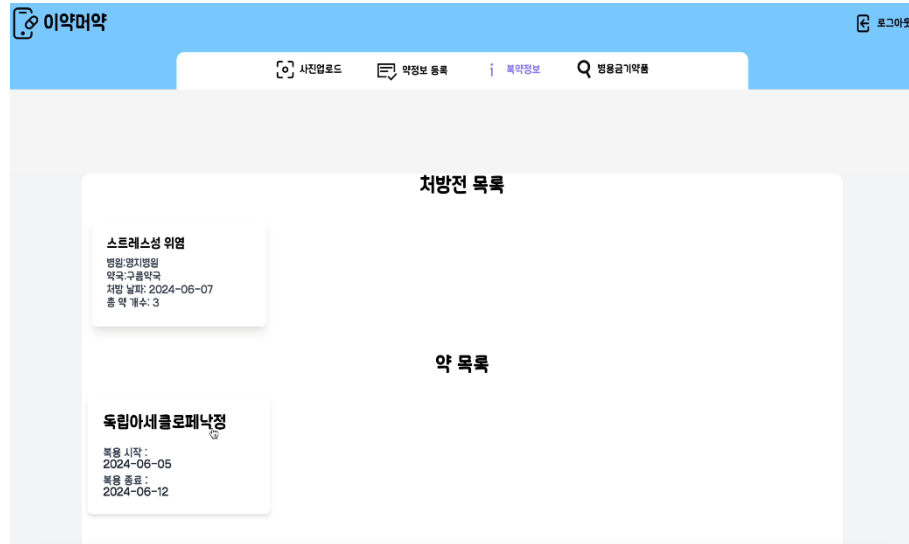 이약머약
로그아웃
사진업로드
약정보 등록
복약정보
병용금기약품
처방전 목록
스트레스성 위염
병원:명지병원
약국:구름약국
처방 날짜: 2024-06-07
총 약 개수: 3
약 목록
독립아세클로페낙정
복용 시작 :
2024-06-05
복용 종료 :
2024-06-12